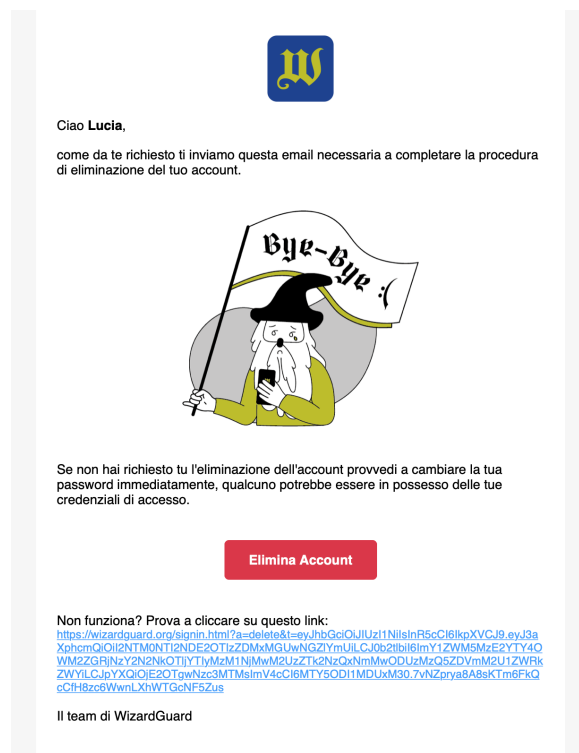 W
Ciao Lucia,
come da te richiesto ti inviamo questa email necessaria a completare la procedura
di eliminazione del tuo account.
Bye-Bye :(
Se non hai richiesto tu l'eliminazione dell'account provvedi a cambiare la tua
password immediatamente, qualcuno potrebbe essere in possesso delle tue
credenziali di accesso.
Elimina Account
Non funziona? Prova a cliccare su questo link:
https://wizardguard.org/signin.html?a=delete&t=eyJhbGciOiJIUzI1NiIsInR5cCI6IkpXVCJ9.eyJ3a
XphcmQiOiI2NTM0NTI2NDE2OTIzZDMxMGUwNGZlYmUiLCJ0b2tlbiI6ImY1ZWM5MzE2YTY4O
WM2ZGRjNzY2N2NkOTljYTIyMzM1NjMwM2UzZTk2NzQxNmMwODUzMzQ5ZDVmM2U1ZWRk
ZWYiLCJpYXQiOjE2OTgwNzc3MTMsImV4cCI6MTY5ODI1MDUxM30.7vNZprya8A8sKTm6FkQ
cCfH8zc6WwnLXhWTGcNF5Zus
Il team di WizardGuard